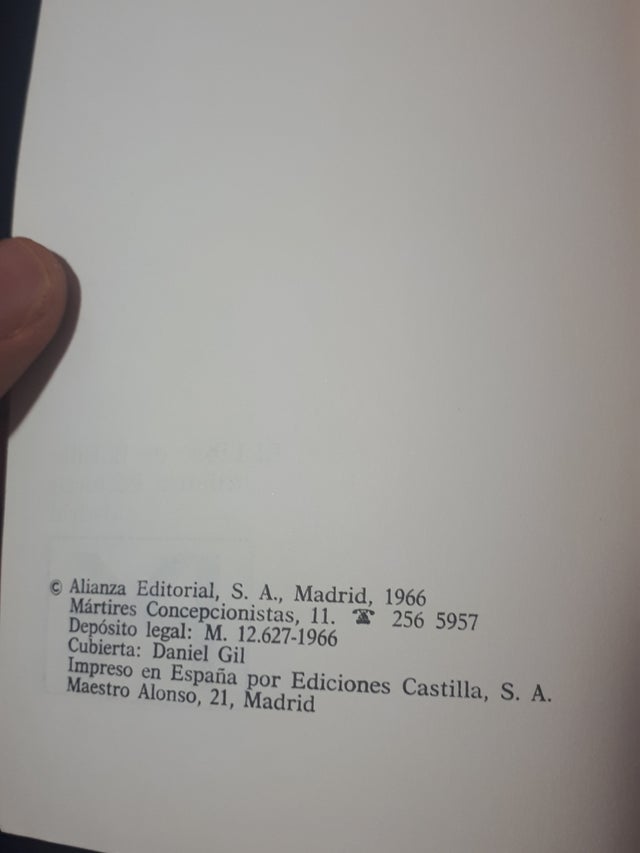 © Alianza Editorial, S. A., Madrid, 1966
Mártires Concepcionistas, 11. ☎ 256 5957
Depósito legal: M. 12.627-1966
Cubierta: Daniel Gil
Impreso en España por Ediciones Castilla, S. A.
Maestro Alonso, 21, Madrid